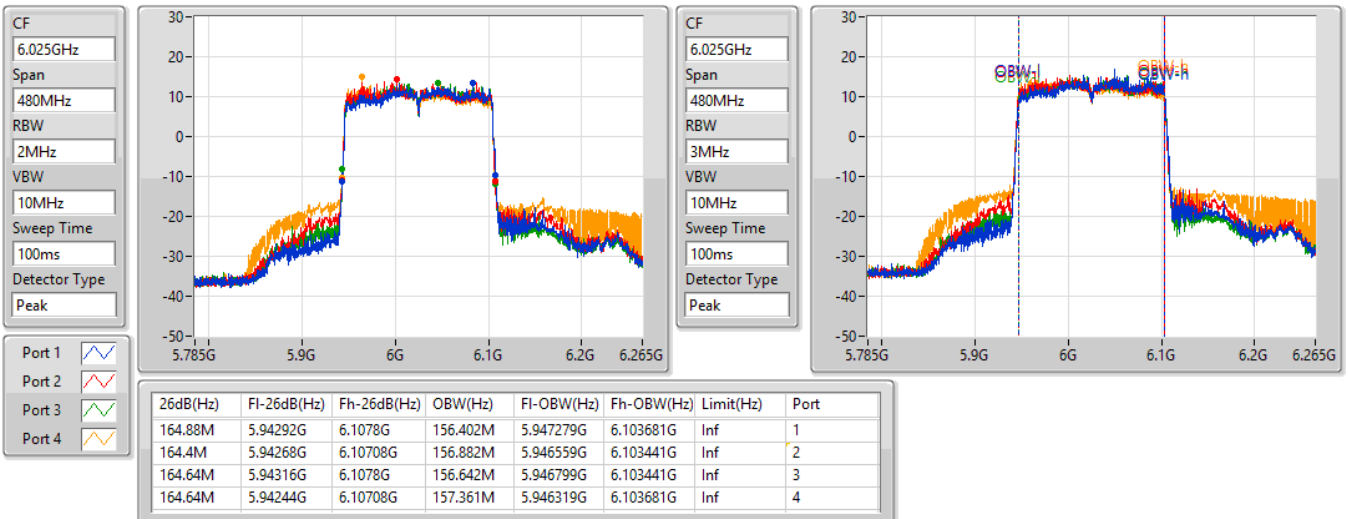 CF
6.025GHz
Span
480MHz
RBW
2MHz
VBW
10MHz
Sweep Time
100ms
Detector Type
Peak
30
20
10
0
-10
-20
-30
-40
-50
5.785G 5.9G 6G 6.1G 6.2G 6.265G
CF
6.025GHz
Span
480MHz
RBW
3MHz
VBW
10MHz
Sweep Time
100ms
Detector Type
Peak
30
20
10
0
-10
-20
-30
-40
-50
OBW-l OBW-h
5.785G 5.9G 6G 6.1G 6.2G 6.265G
Port 1
Port 2
Port 3
Port 4
26dB(Hz) Fl-26dB(Hz) Fh-26dB(Hz) OBW(Hz) Fl-OBW(Hz) Fh-OBW(Hz) Limit(Hz) Port
164.88M 5.94292G 6.1078G 156.402M 5.947279G 6.103681G Inf 1
164.4M 5.94268G 6.10708G 156.882M 5.946559G 6.103441G Inf 2
164.64M 5.94316G 6.1078G 156.642M 5.946799G 6.103441G Inf 3
164.64M 5.94244G 6.10708G 157.361M 5.946319G 6.103681G Inf 4